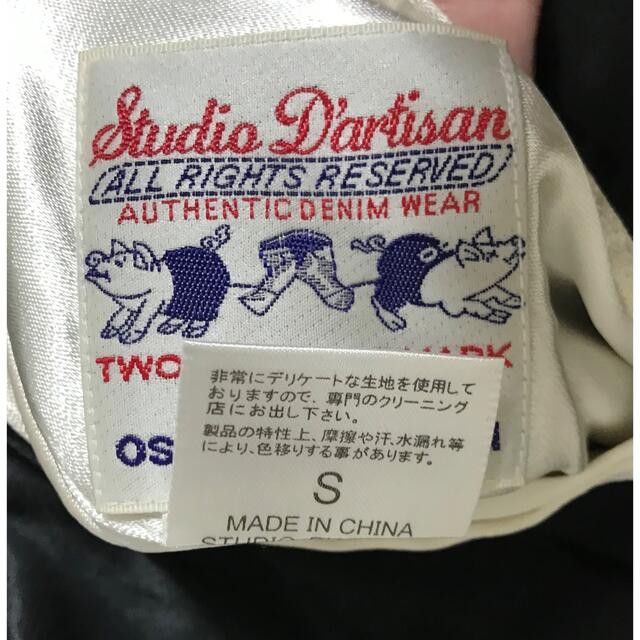 Studio D'artisan
ALL RIGHTS RESERVED
AUTHENTIC DENIM WEAR
TWO
非常にデリケートな生地を使用して
おりますので、専門のクリーニング
店にお出し下さい。
製品の特性上、摩擦や汗、水漏れ等
により、色移りする事があります。
S
MADE IN CHINA